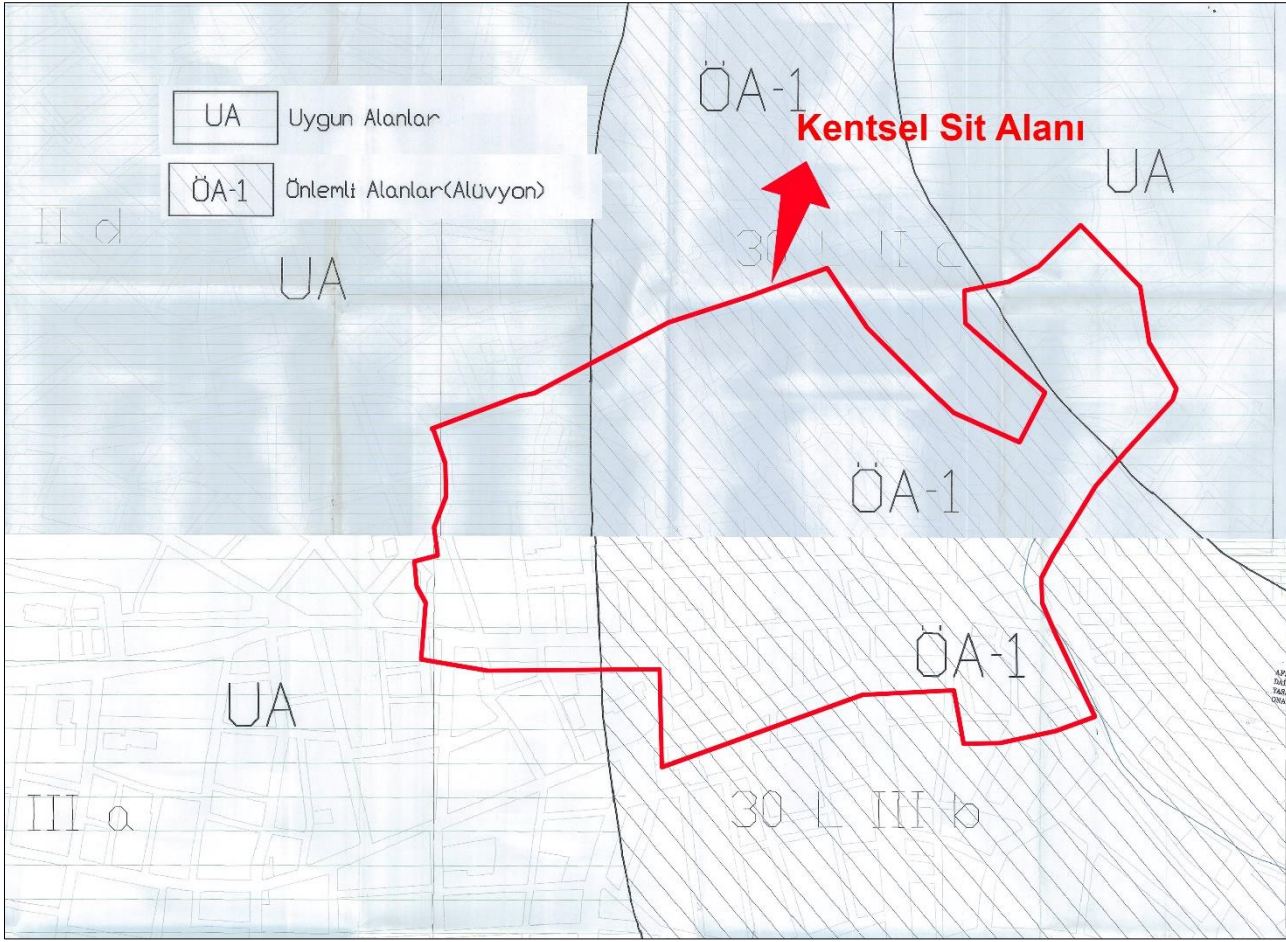 ÖA-1
Kentsel Sit Alanı
UA Uygun Alanlar
ÖA-1 Önlemli Alanlar(Alüvyon)
UA
II d
30 L II c
UA
ÖA-1
ÖA-1
UA
III a
30 L III b